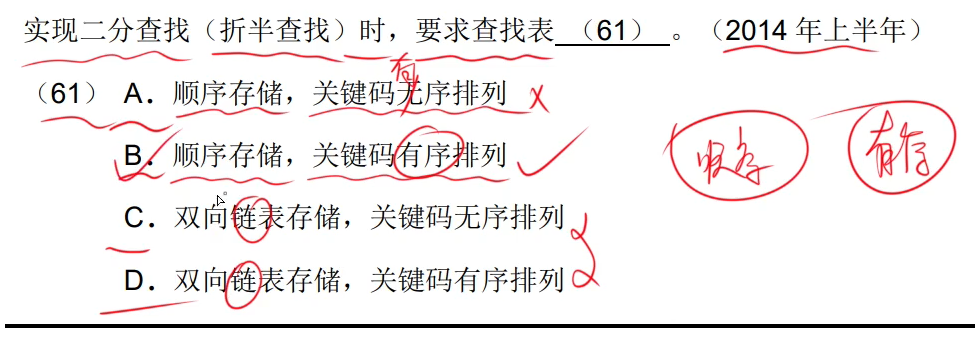 实现二分查找（折半查找）时，要求查找表（61）。（2014 年上半年）
有
（61） A．顺序存储，关键码无序排列
B．顺序存储，关键码有序排列
顺序 有序
C．双向链表存储，关键码无序排列
D．双向链表存储，关键码有序排列